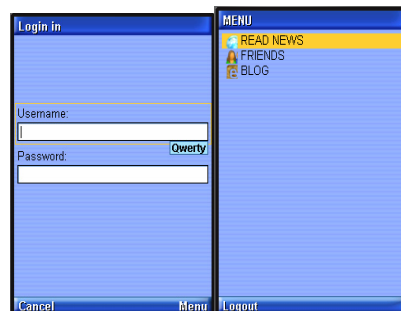 Login in
Username:
Qwerty
Password:
Cancel
Menu
MENU
READ NEWS
FRIENDS
BLOG
Logout